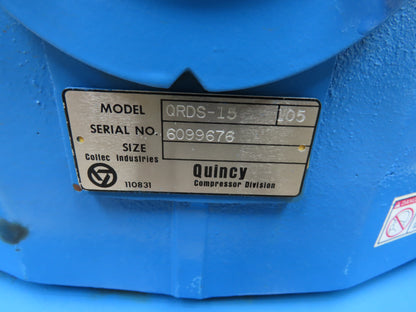 MODEL QRDS-15 105
SERIAL NO. 6099676
SIZE
Coltec Industries
Quincy
Compressor Division
110831